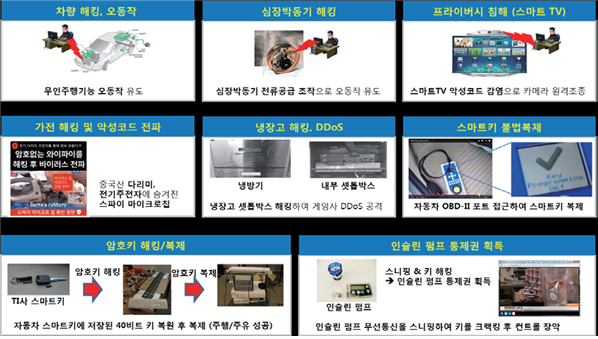 차량 해킹, 오동작
무인주행기능 오동작 유도
심장박동기 해킹
심장박동기 전류공급 조작으로 오동작 유도
프라이버시 침해 (스마트 TV)
스마트TV 악성코드 감염으로 카메라 원격조종
가전 해킹 및 악성코드 전파
암호없는 와이파이를
해킹 후 바이러스 전파
Вести в субботу
스파이 마이크로 칩 확인 장면
중국산 다리미,
전기주전자에 숨겨진
스파이 마이크로칩
냉장고 해킹, DDoS
냉방기
내부 셋톱박스
냉장고 셋톱박스 해킹하여 게임사 DDoS 공격
스마트키 불법복제
Key
Programming
OK!
자동차 OBD-II 포트 접근하여 스마트키 복제
암호키 해킹/복제
암호키 해킹
암호키 복제
TI사 스마트키
자동차 스마트키에 저장된 40비트 키 복원 후 복제 (주행/주유 성공)
인슐린 펌프 통제권 획득
스니핑 & 키 해킹
➔ 인슐린 펌프 통제권 획득
인슐린 펌프
인슐린 펌프 무선통신을 스니핑하여 키를 크랙킹 후 컨트롤 장악